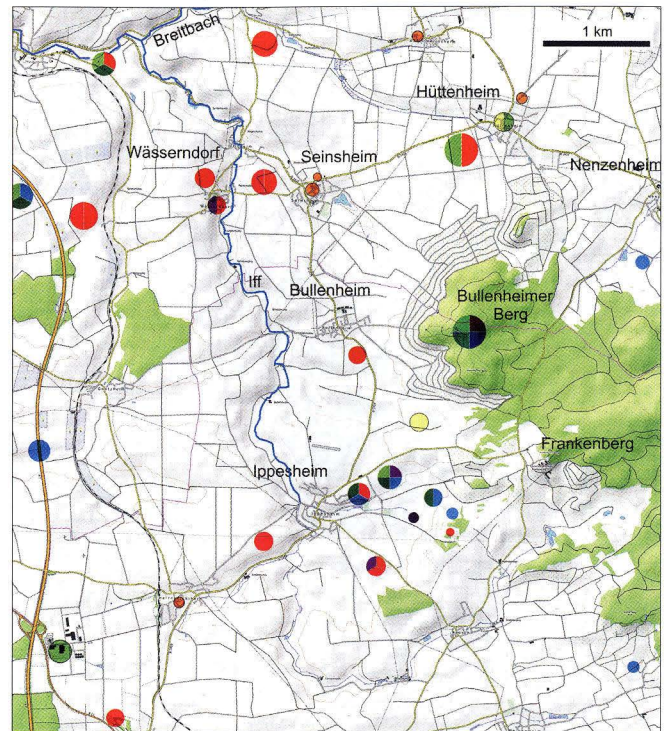 Breitbach
1 km
Hüttenheim
Wässerndorf
Seinsheim
Nenzenheim
Iff
Bullenheim
Bullenheimer
Berg
Frankenberg
Ippesheim